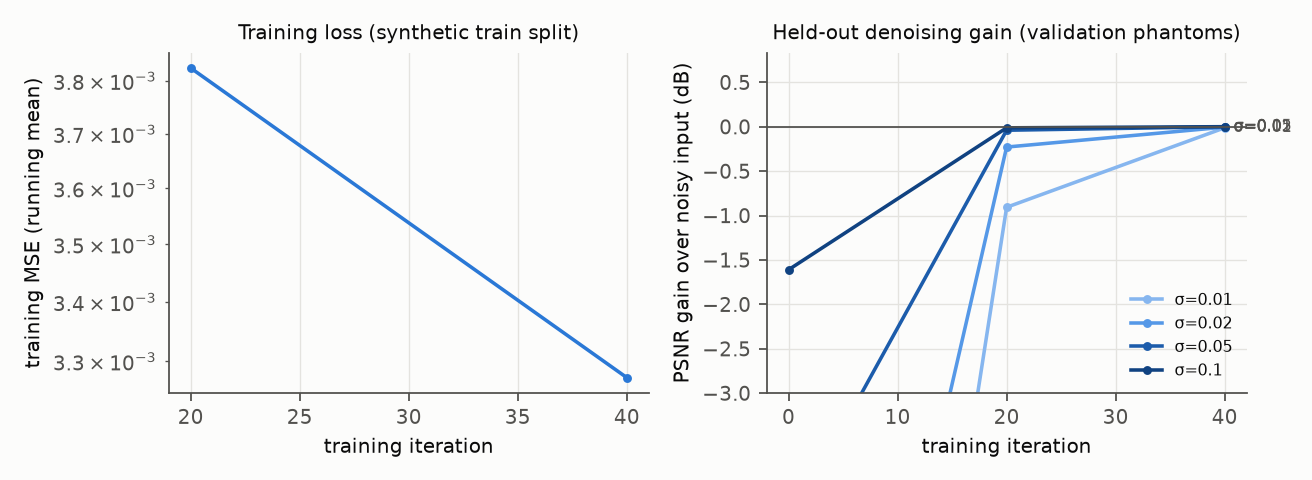 Training loss (synthetic train split)
training MSE (running mean)
3.8 × 10⁻³
3.7 × 10⁻³
3.6 × 10⁻³
3.5 × 10⁻³
3.4 × 10⁻³
3.3 × 10⁻³
20 25 30 35 40
training iteration
Held-out denoising gain (validation phantoms)
PSNR gain over noisy input (dB)
0.5
0.0
−0.5
−1.0
−1.5
−2.0
−2.5
−3.0
σ=0.01
σ=0.02
σ=0.05
σ=0.1
0 10 20 30 40
training iteration